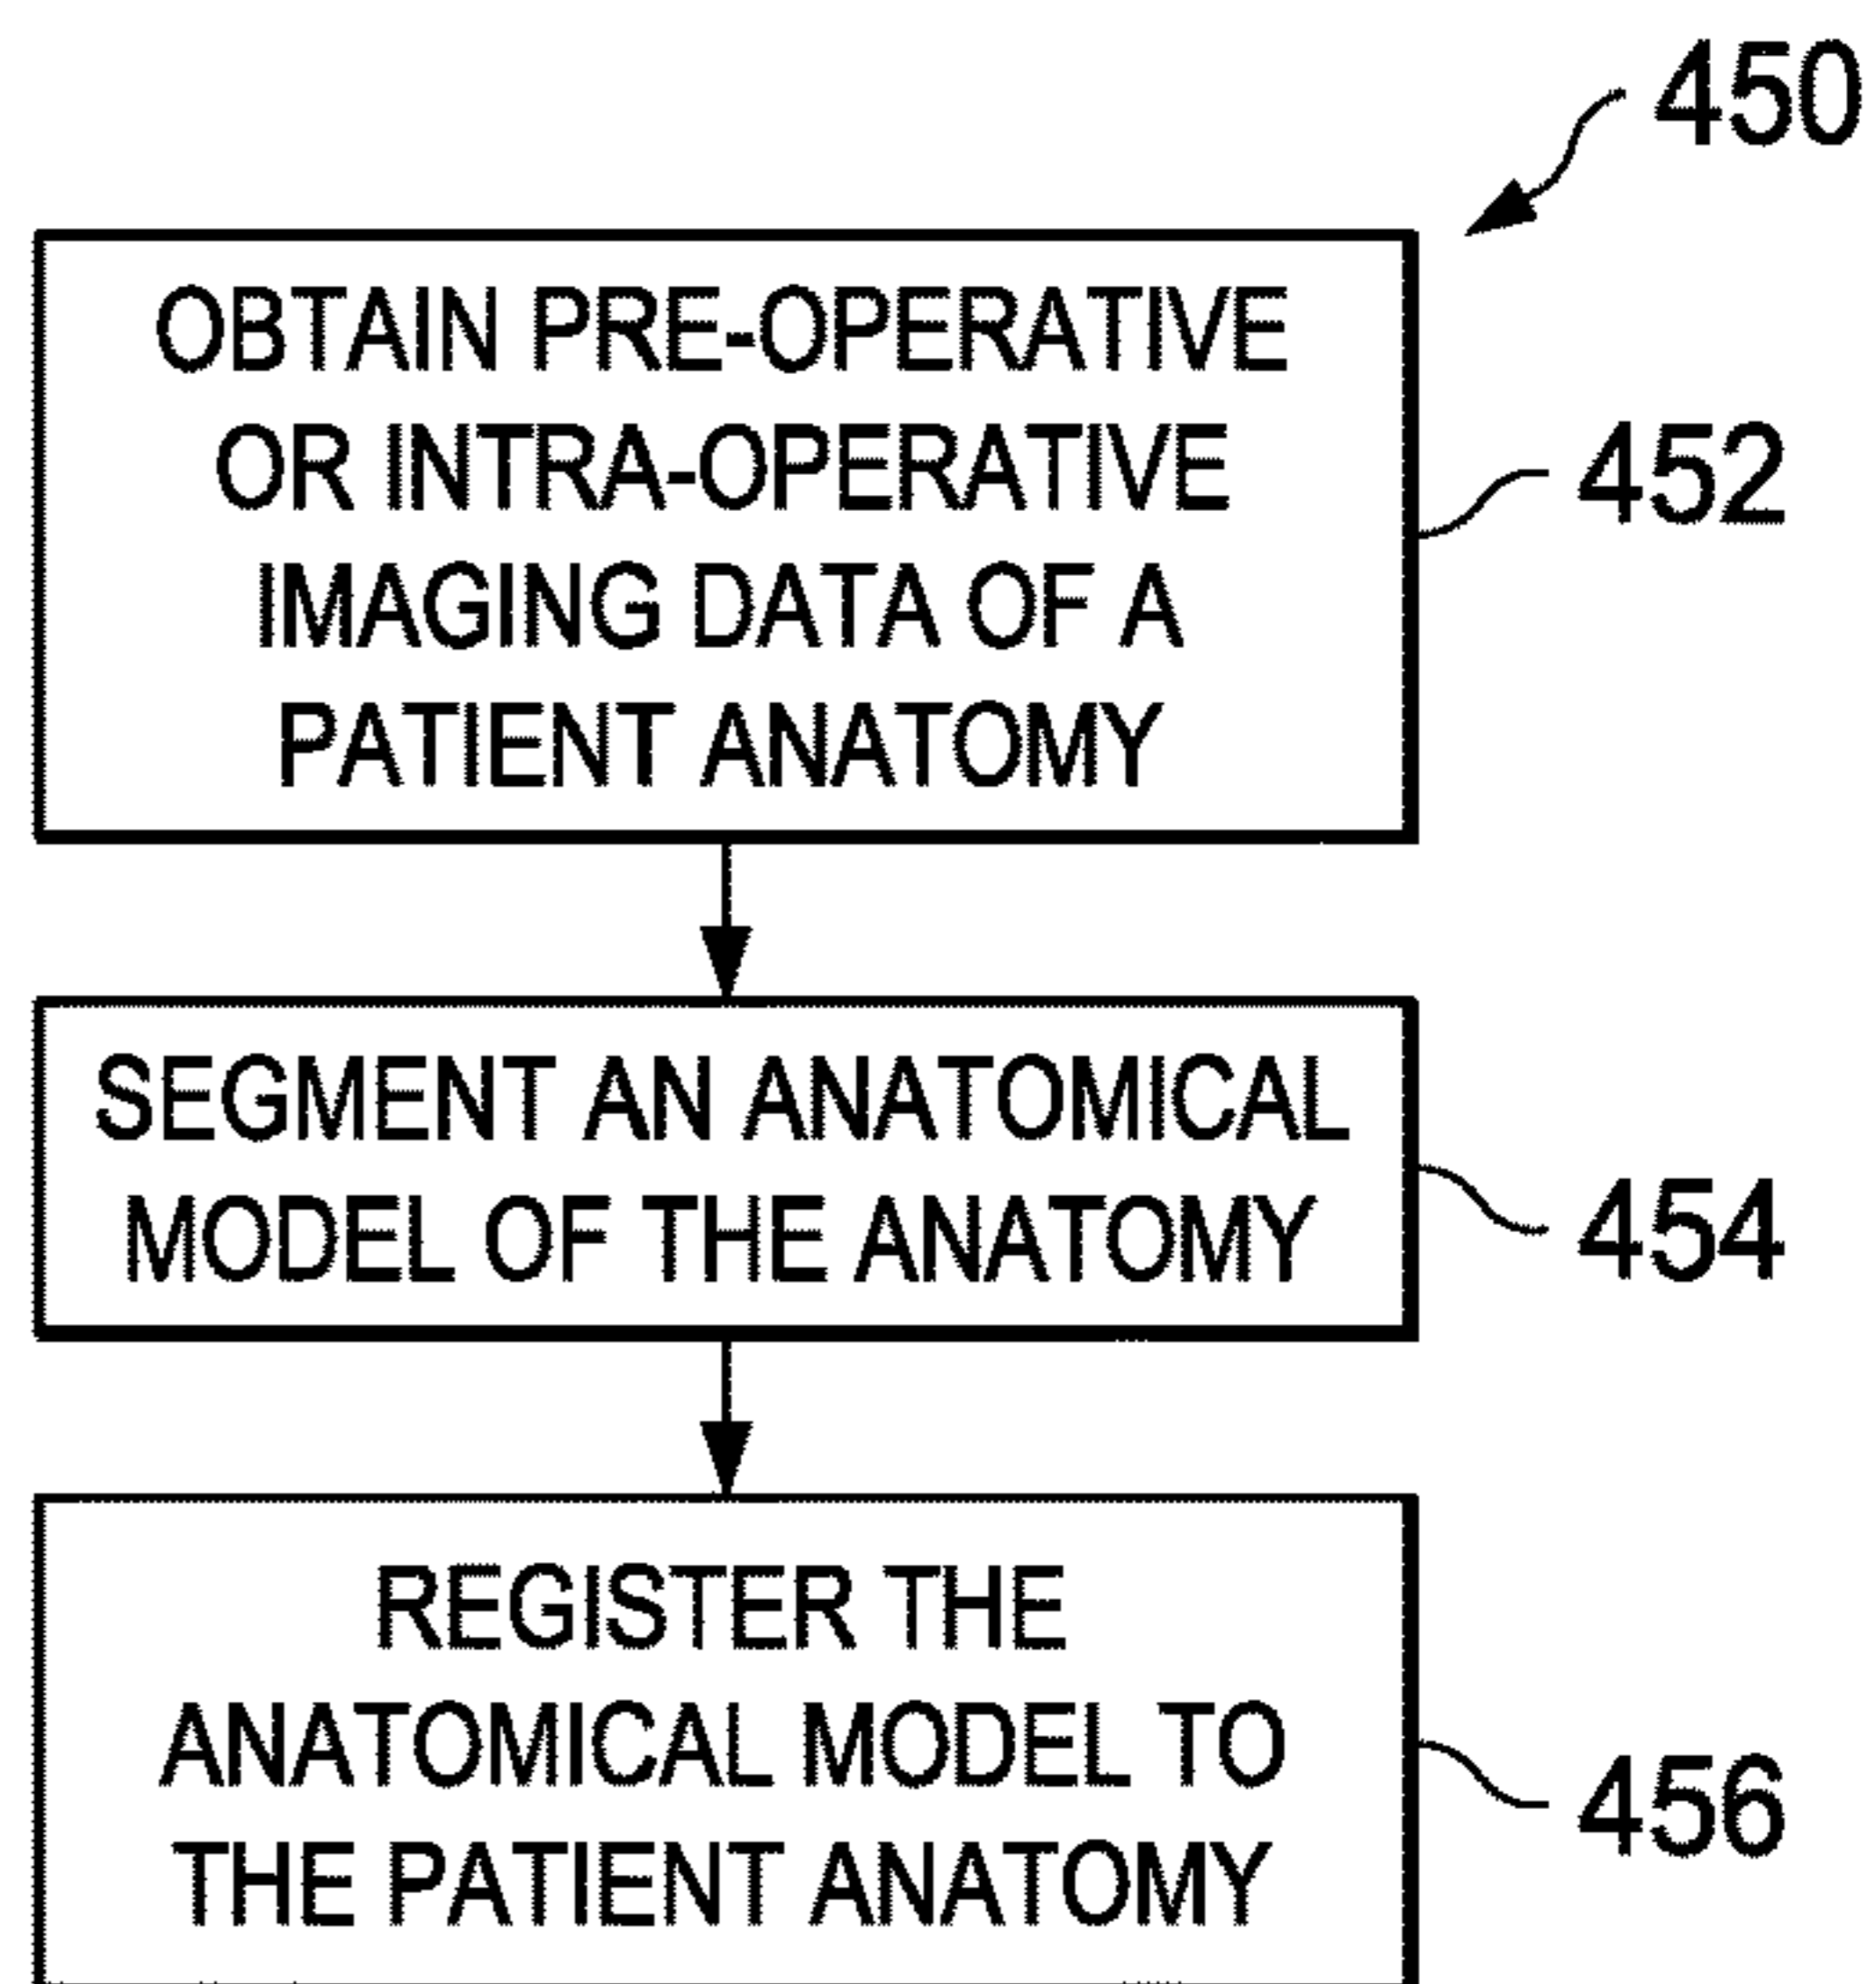 450
OBTAIN PRE-OPERATIVE
OR INTRA-OPERATIVE
IMAGING DATA OF A
PATIENT ANATOMY
452
SEGMENT AN ANATOMICAL
MODEL OF THE ANATOMY
454
REGISTER THE
ANATOMICAL MODEL TO
THE PATIENT ANATOMY
456